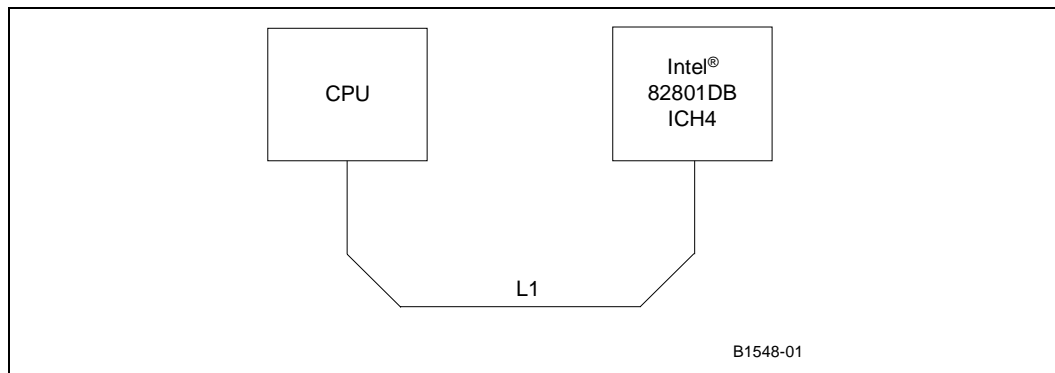 CPU
Intel®
82801DB
ICH4
L1
B1548-01